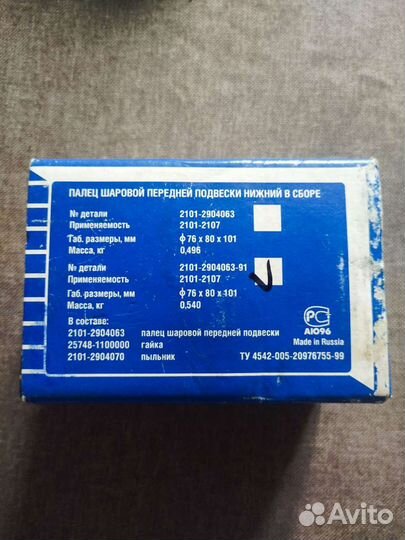 ПАЛЕЦ ШАРОВОЙ ПЕРЕДНЕЙ ПОДВЕСКИ НИЖНИЙ В СБОРЕ
№ детали 2101-2904063
Применяемость 2101-2107
Габ. размеры, мм ф 76 х 80 х 101
Масса, кг 0,496
№ детали 2101-2904063-91
Применяемость 2101-2107
Габ. размеры, мм ф 76 х 80 х 101
Масса, кг 0,540
В составе:
2101-2904063 палец шаровой передней подвески
25748-1100000 гайка
2101-2904070 пыльник
РС
АЮ96
Made in Russia
ТУ 4542-005-20976755-99
Avito